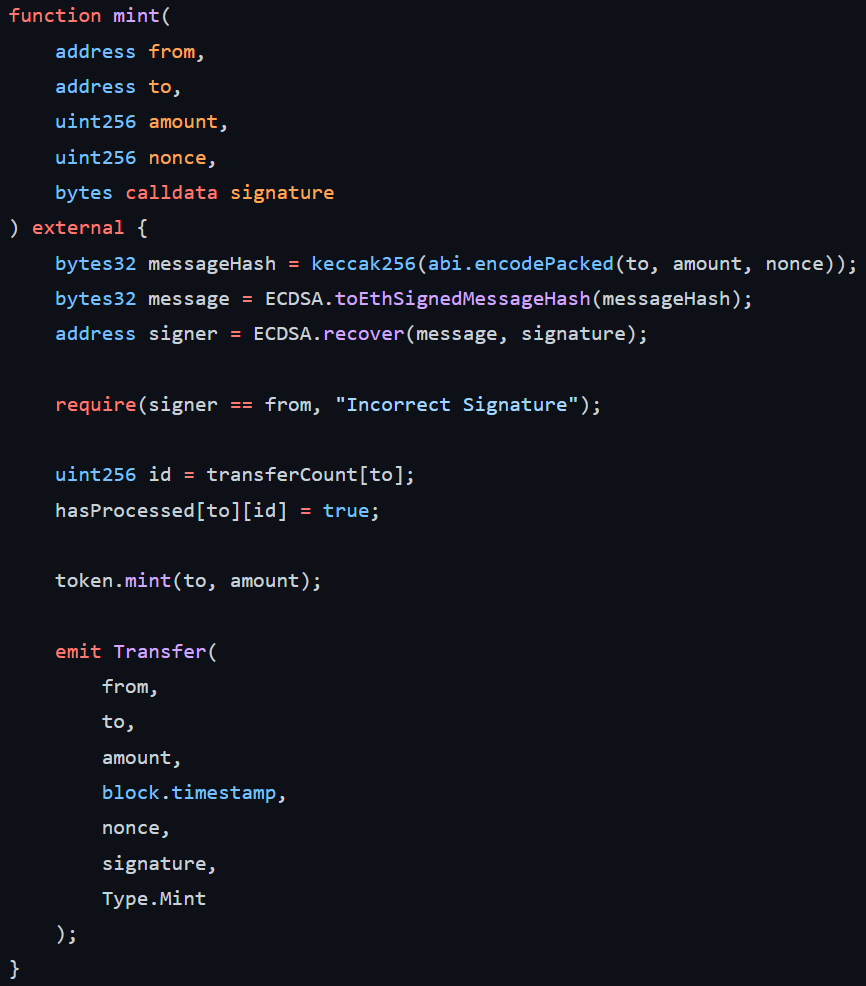 function mint(
    address from,
    address to,
    uint256 amount,
    uint256 nonce,
    bytes calldata signature
) external {
    bytes32 messageHash = keccak256(abi.encodePacked(to, amount, nonce));
    bytes32 message = ECDSA.toEthSignedMessageHash(messageHash);
    address signer = ECDSA.recover(message, signature);

    require(signer == from, "Incorrect Signature");

    uint256 id = transferCount[to];
    hasProcessed[to][id] = true;

    token.mint(to, amount);

    emit Transfer(
        from,
        to,
        amount,
        block.timestamp,
        nonce,
        signature,
        Type.Mint
    );
}